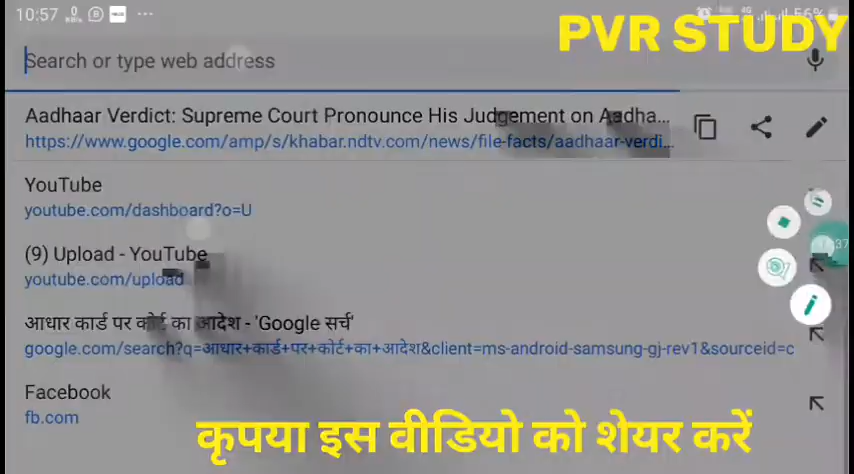 10:57 0 KB/s B ... 56%
PVR STUDY
Search or type web address
Aadhaar Verdict: Supreme Court Pronounce His Judgement on Aadha...
https://www.google.com/amp/s/khabar.ndtv.com/news/file-facts/aadhaar-verdi...
YouTube
youtube.com/dashboard?o=U
(9) Upload - YouTube
youtube.com/upload
आधार कार्ड पर कोर्ट का आदेश - 'Google सर्च'
google.com/search?q=आधार+कार्ड+पर+कोर्ट+का+आदेश&client=ms-android-samsung-gj-rev1&sourceid=c
Facebook
fb.com
कृपया इस वीडियो को शेयर करें